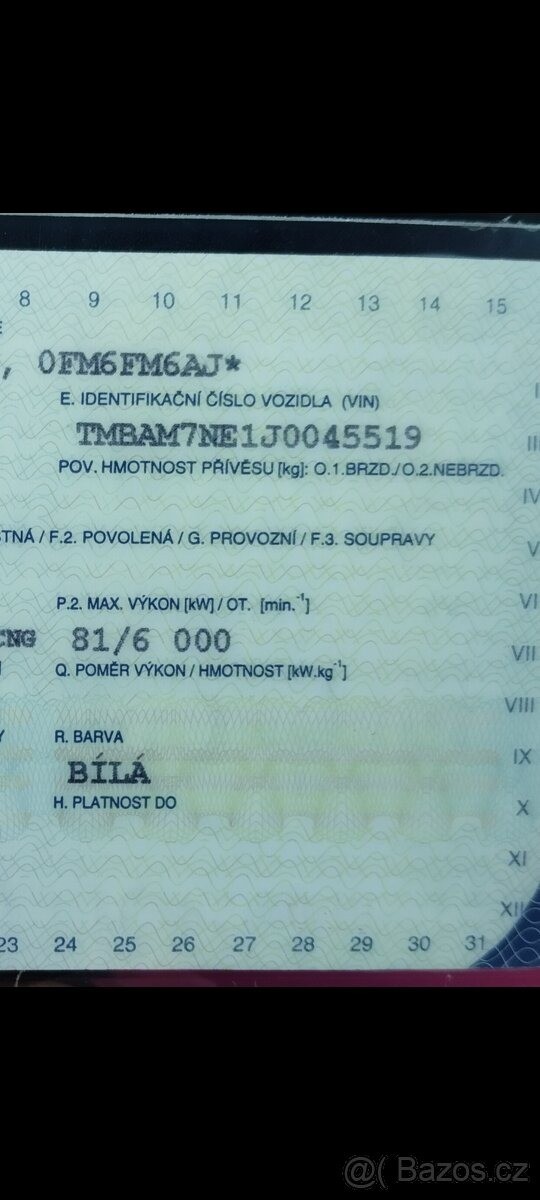 8 9 10 11 12 13 14 15
, 0FM6FM6AJ*
E. IDENTIFIKAČNÍ ČÍSLO VOZIDLA (VIN)
TMBAM7NE1J0045519
III
POV. HMOTNOST PŘÍVĚSU [kg]: O.1.BRZD./O.2.NEBRZD.
IV
STNÁ / F.2. POVOLENÁ / G. PROVOZNÍ / F.3. SOUPRAVY
V
P.2. MAX. VÝKON [kW] / OT. [min.⁻¹]
VI
CNG 81/6 000
VII
Q. POMĚR VÝKON / HMOTNOST [kW.kg⁻¹]
VIII
R. BARVA
IX
BÍLÁ
H. PLATNOST DO
X
XI
XII
23 24 25 26 27 28 29 30 31
@( Bazos.cz